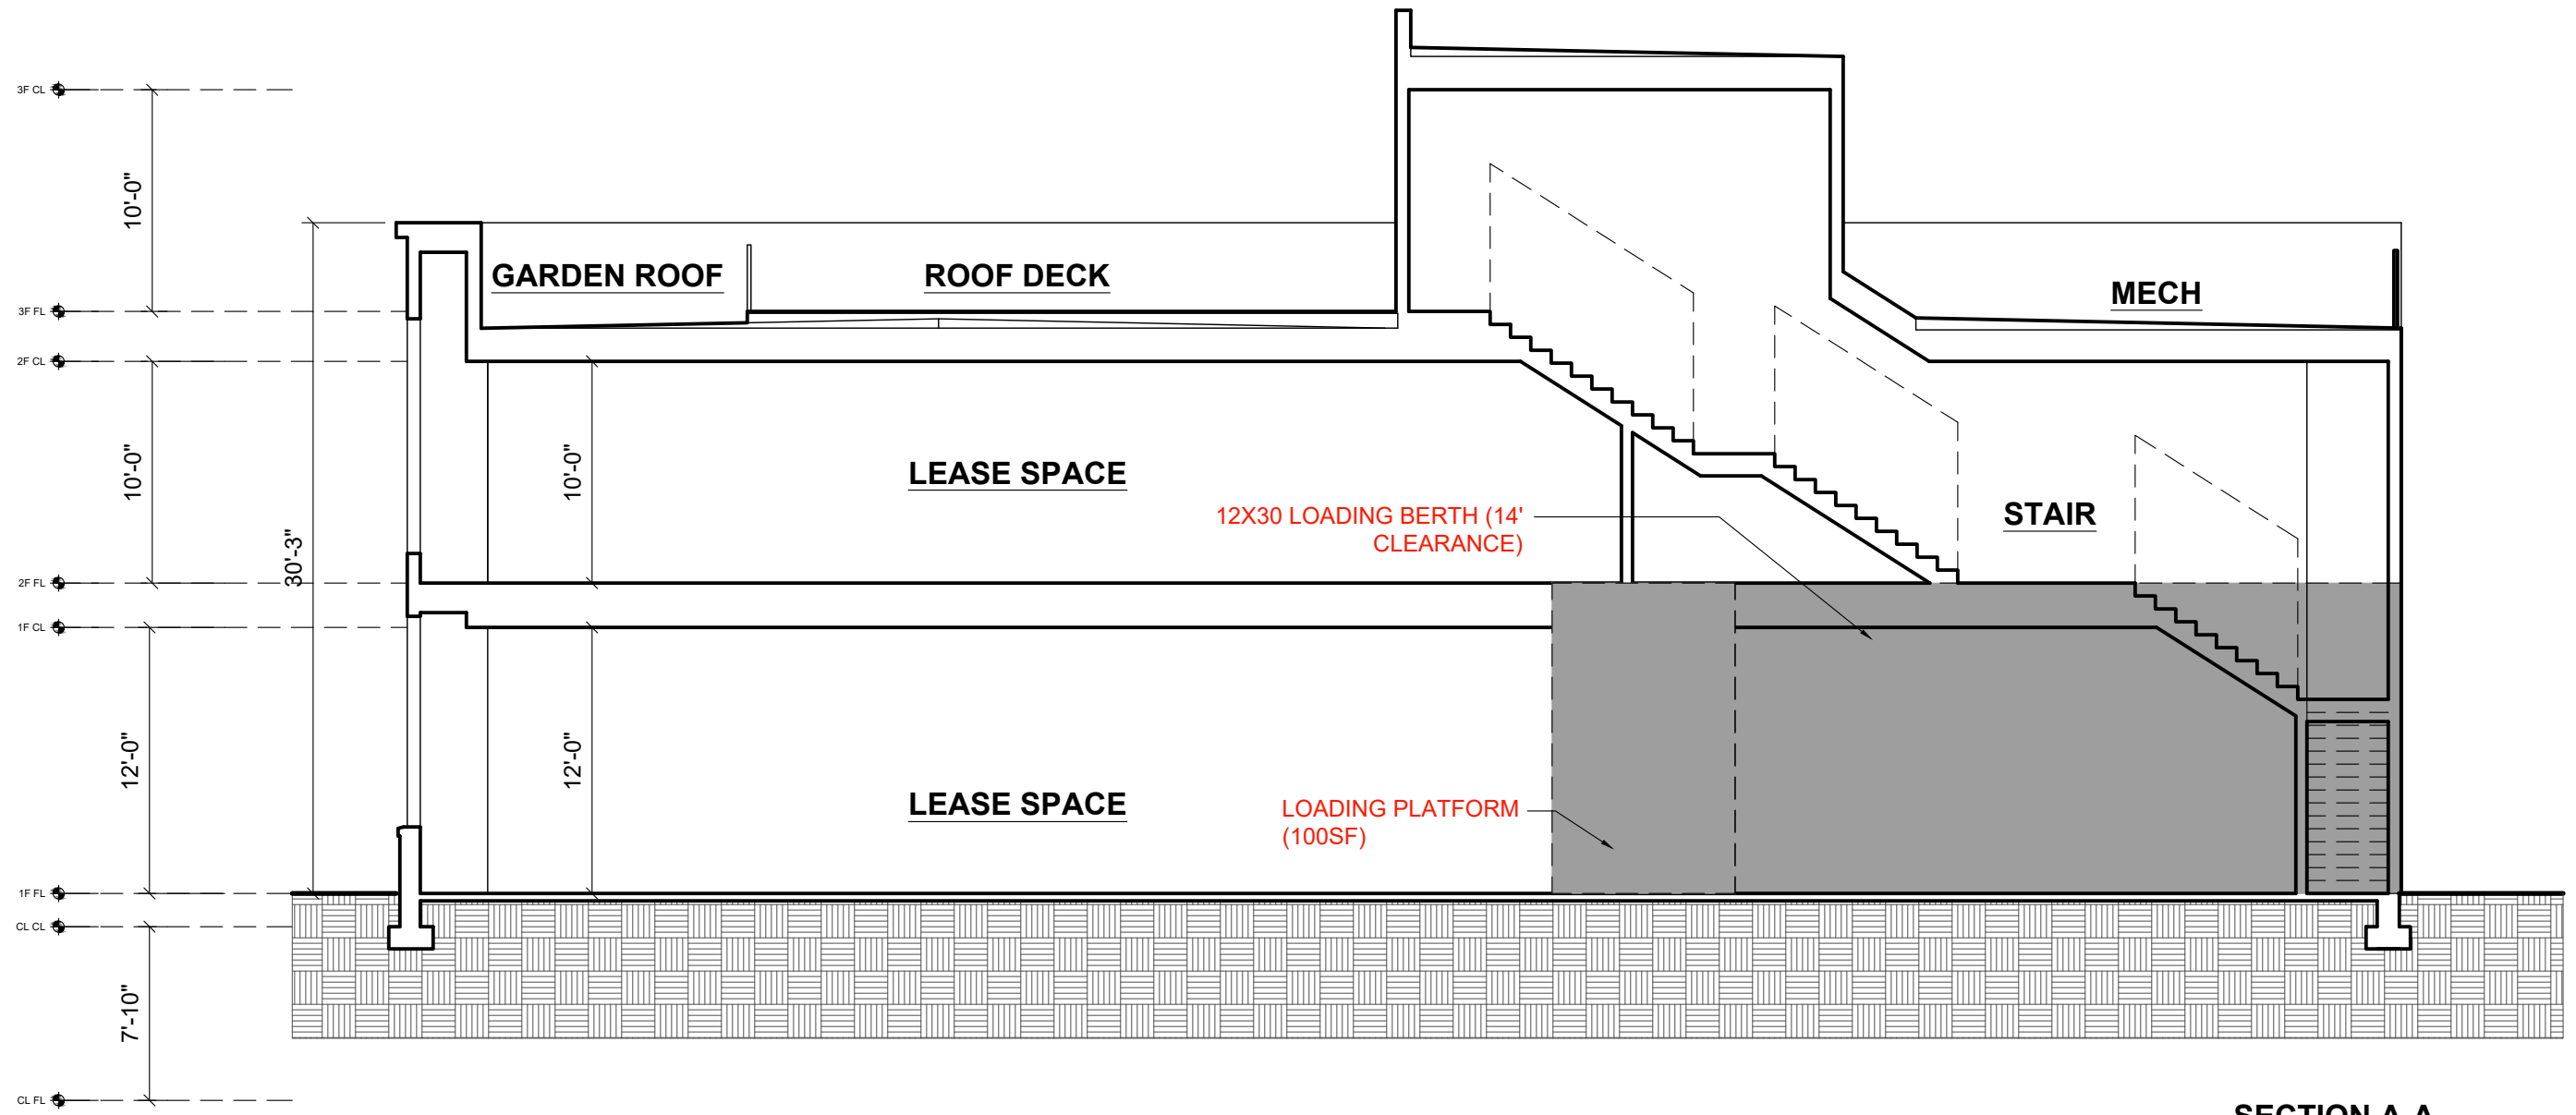 3F CL
10'-0"
3F FL
2F CL
10'-0"
2F FL
1F CL
12'-0"
1F FL
CL CL
7'-10"
CL FL
30'-3"
GARDEN ROOF
ROOF DECK
MECH
10'-0"
LEASE SPACE
12X30 LOADING BERTH (14'
CLEARANCE)
STAIR
12'-0"
LEASE SPACE
LOADING PLATFORM
(100SF)
SECTION A-A